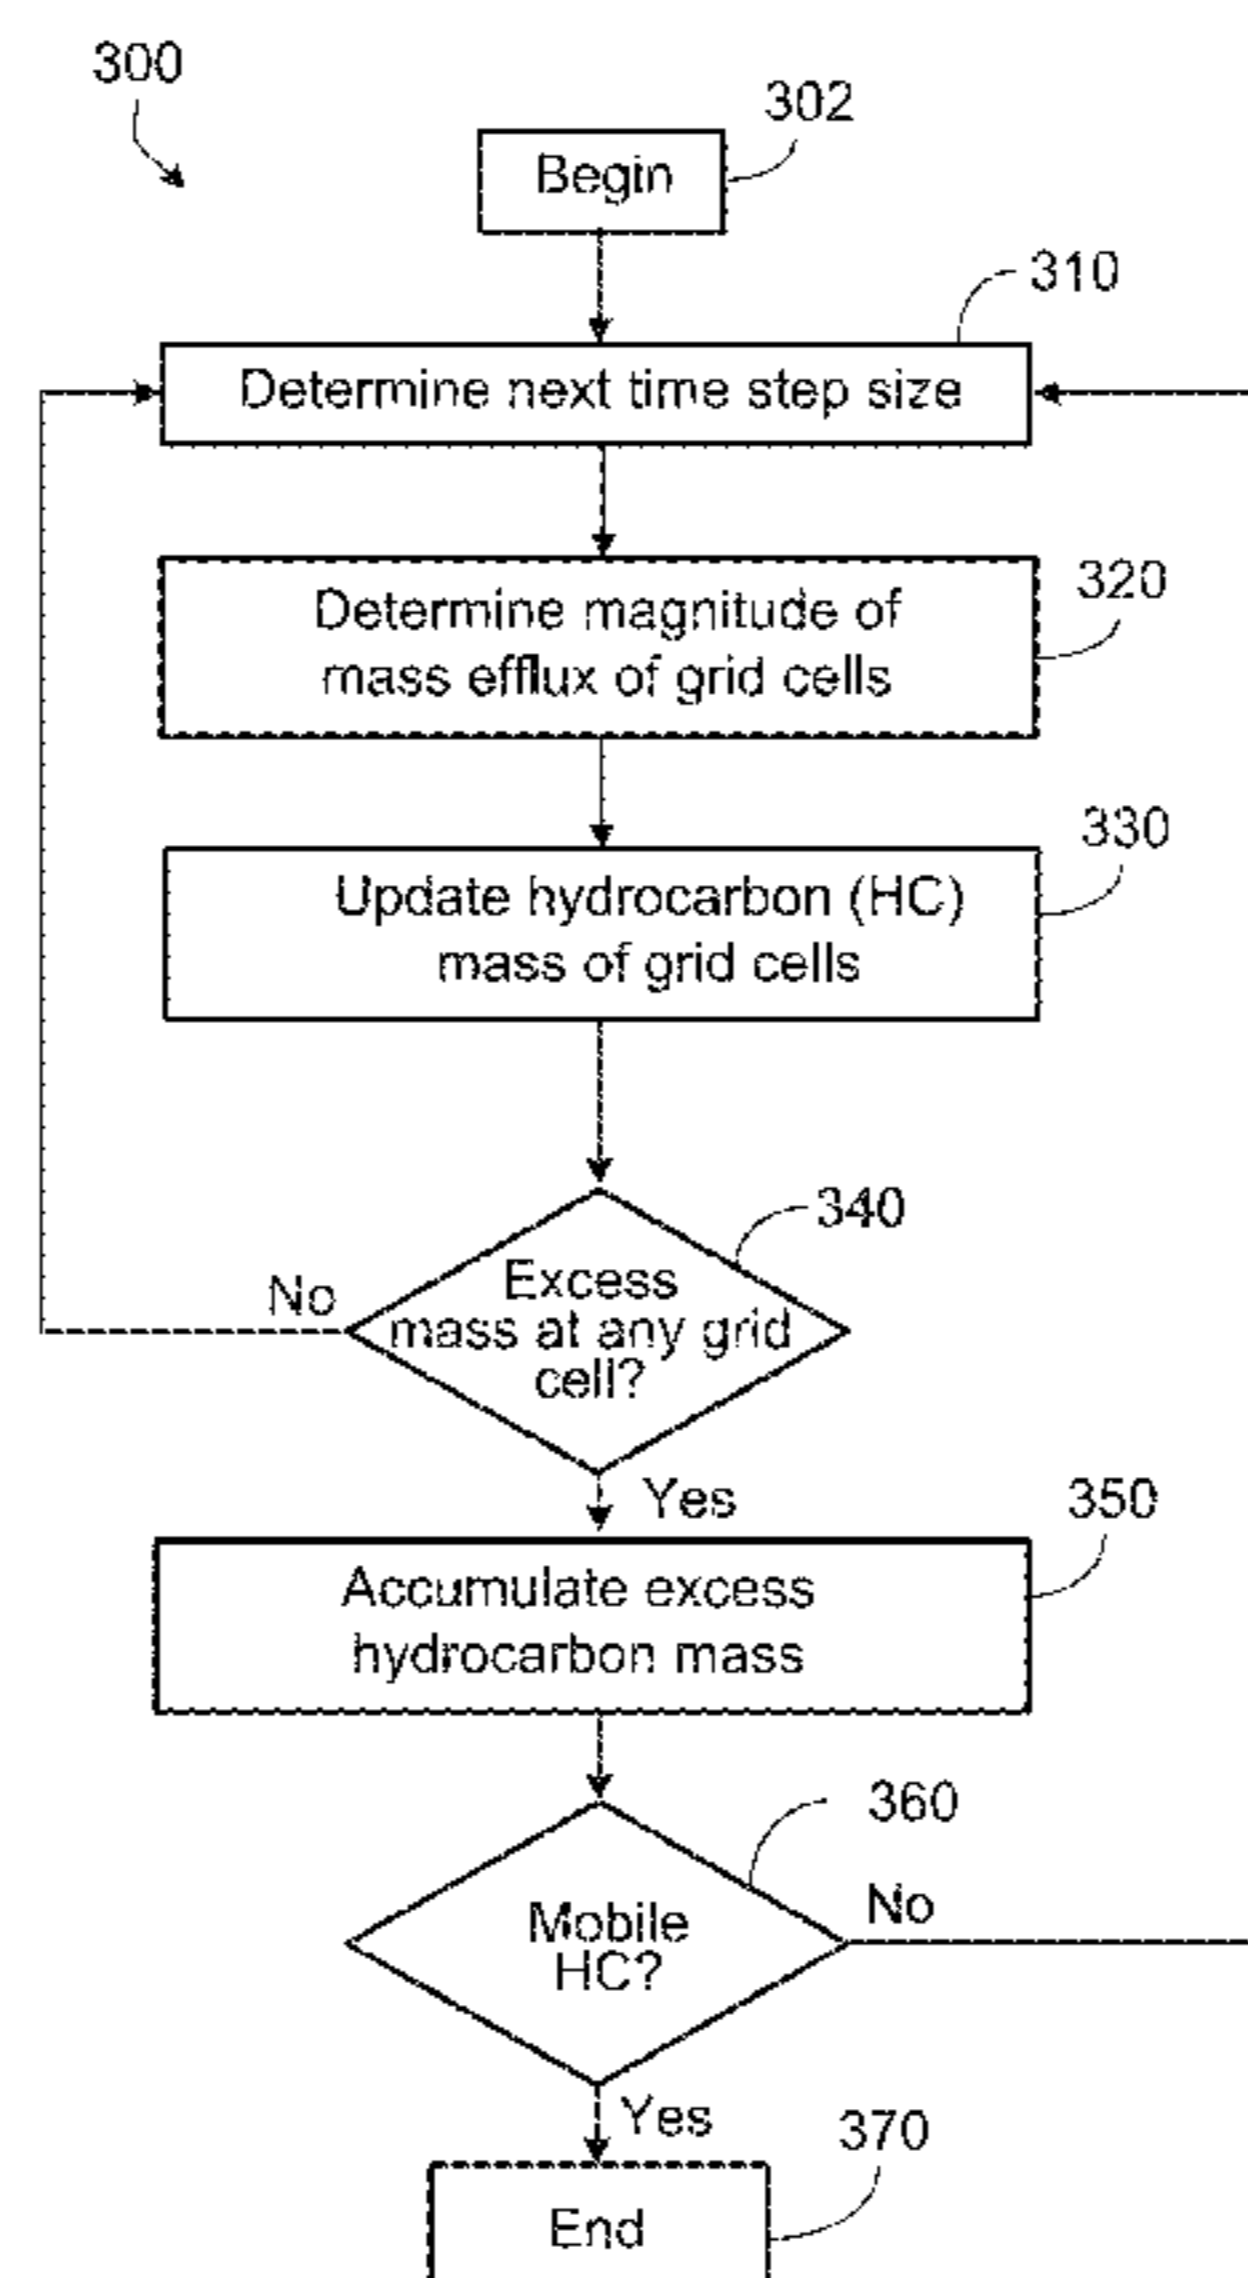 300
302
Begin
310
Determine next time step size
320
Determine magnitude of
mass efflux of grid cells
330
Update hydrocarbon (HC)
mass of grid cells
340
No
Excess
mass at any grid
cell?
Yes
350
Accumulate excess
hydrocarbon mass
360
No
Mobile
HC?
Yes
370
End